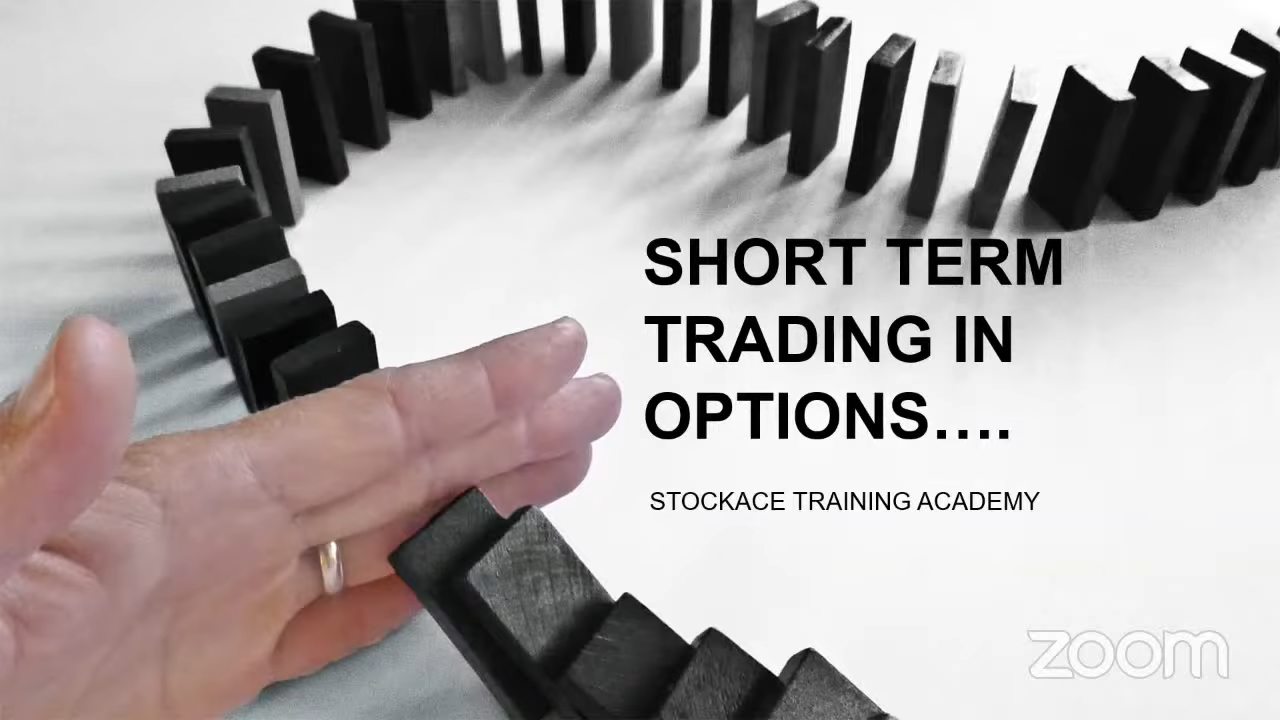 SHORT TERM
TRADING IN
OPTIONS....
STOCKACE TRAINING ACADEMY
zoom